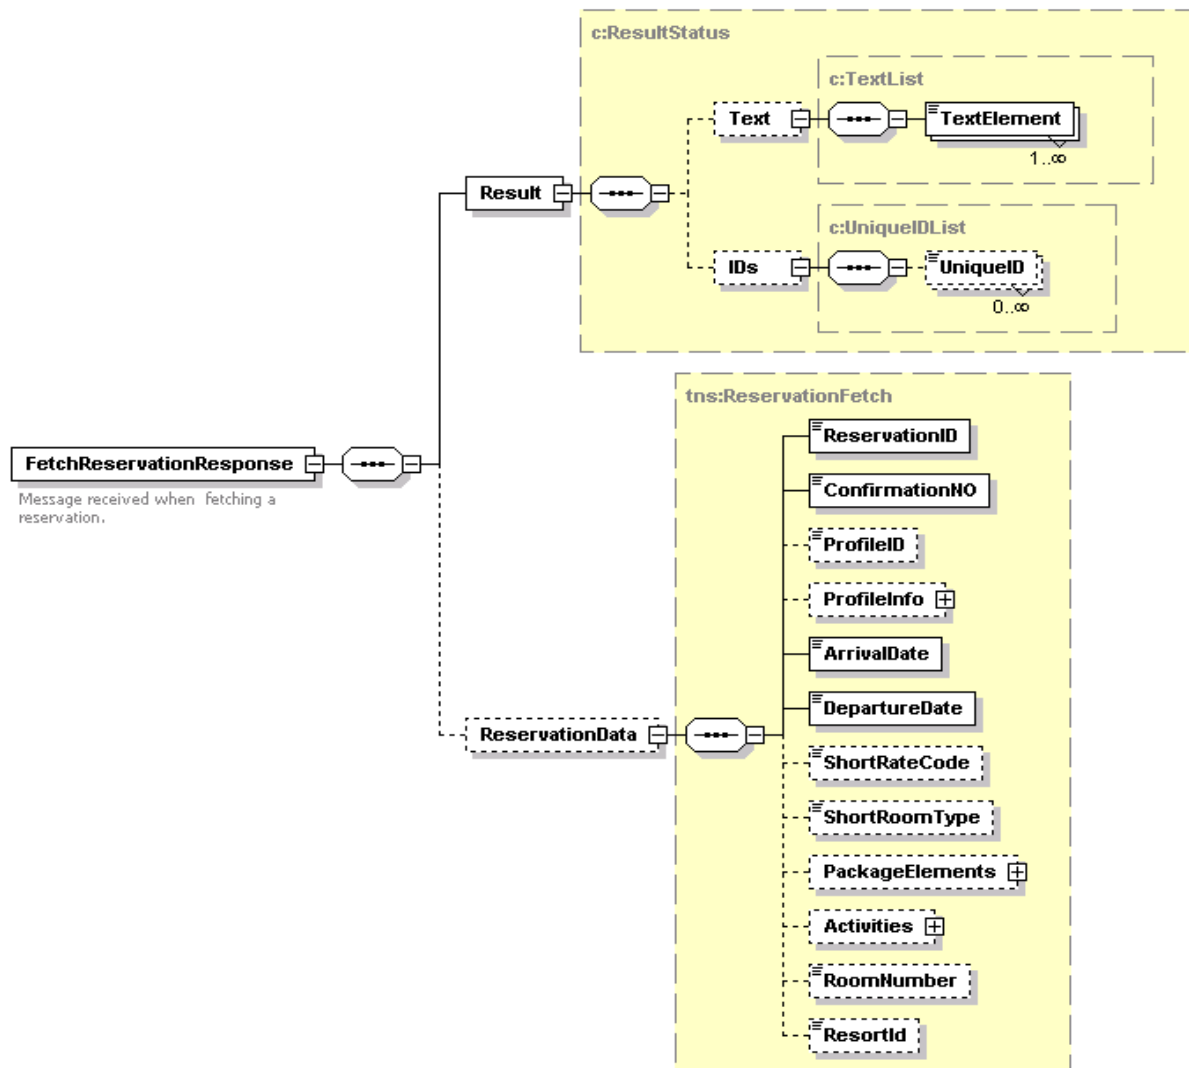 c:ResultStatus
c:TextList
Text
TextElement
1..∞
Result
c:UniqueIDList
IDs
UniqueID
0..∞
tns:ReservationFetch
ReservationID
FetchReservationResponse
Message received when fetching a
reservation.
ConfirmationNO
ProfileID
ProfileInfo
ArrivalDate
DepartureDate
ReservationData
ShortRateCode
ShortRoomType
PackageElements
Activities
RoomNumber
ResortId